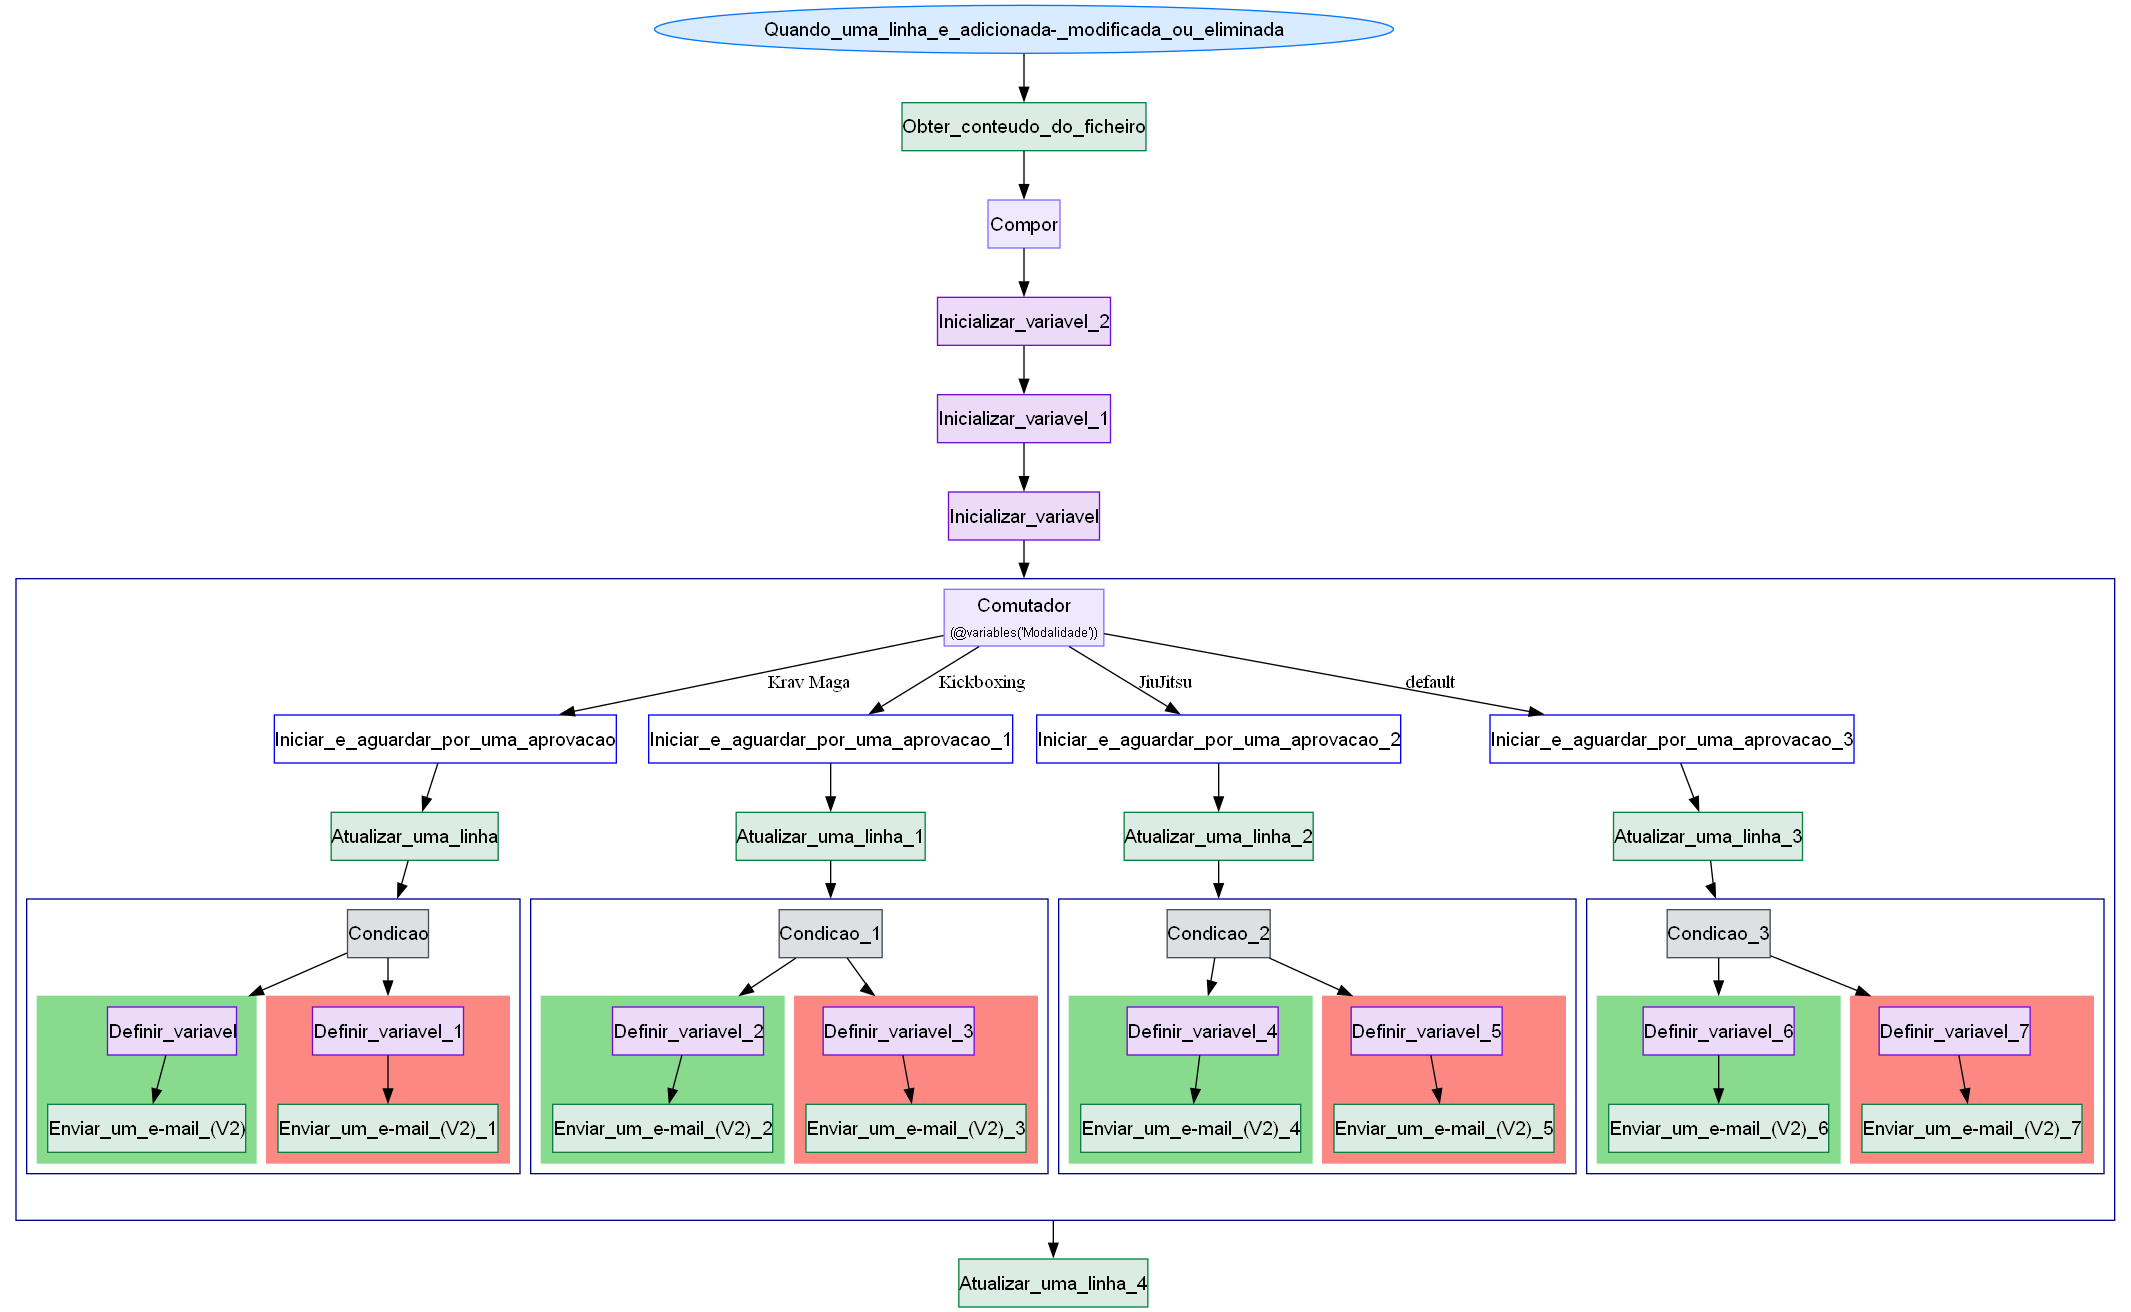 Quando_uma_linha_e_adicionada-_modificada_ou_eliminada
Obter_conteudo_do_ficheiro
Compor
Inicializar_variavel_2
Inicializar_variavel_1
Inicializar_variavel
Comutador
(@variables('Modalidade'))
Krav Maga
Kickboxing
JiuJitsu
default
Iniciar_e_aguardar_por_uma_aprovacao
Iniciar_e_aguardar_por_uma_aprovacao_1
Iniciar_e_aguardar_por_uma_aprovacao_2
Iniciar_e_aguardar_por_uma_aprovacao_3
Atualizar_uma_linha
Atualizar_uma_linha_1
Atualizar_uma_linha_2
Atualizar_uma_linha_3
Condicao
Condicao_1
Condicao_2
Condicao_3
Definir_variavel
Definir_variavel_1
Definir_variavel_2
Definir_variavel_3
Definir_variavel_4
Definir_variavel_5
Definir_variavel_6
Definir_variavel_7
Enviar_um_e-mail_(V2)
Enviar_um_e-mail_(V2)_1
Enviar_um_e-mail_(V2)_2
Enviar_um_e-mail_(V2)_3
Enviar_um_e-mail_(V2)_4
Enviar_um_e-mail_(V2)_5
Enviar_um_e-mail_(V2)_6
Enviar_um_e-mail_(V2)_7
Atualizar_uma_linha_4